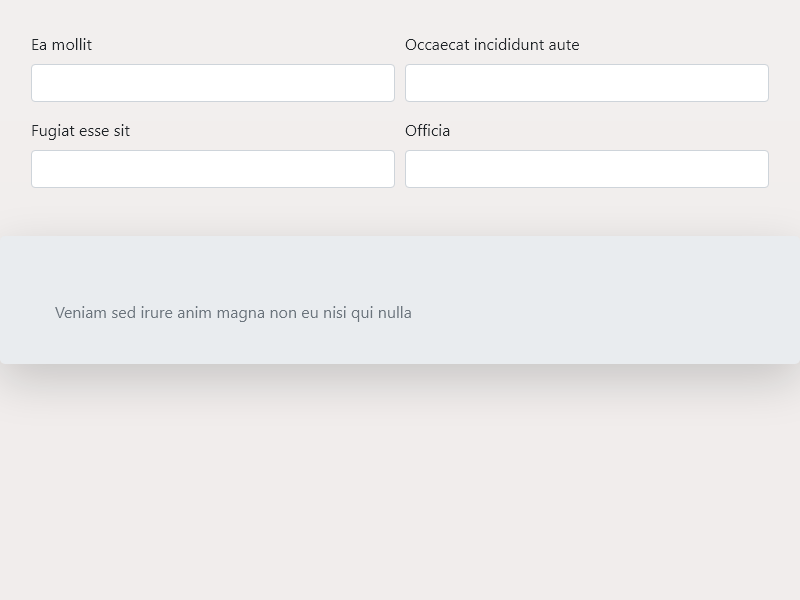 Ea mollit
Occaecat incididunt aute
Fugiat esse sit
Officia
Veniam sed irure anim magna non eu nisi qui nulla